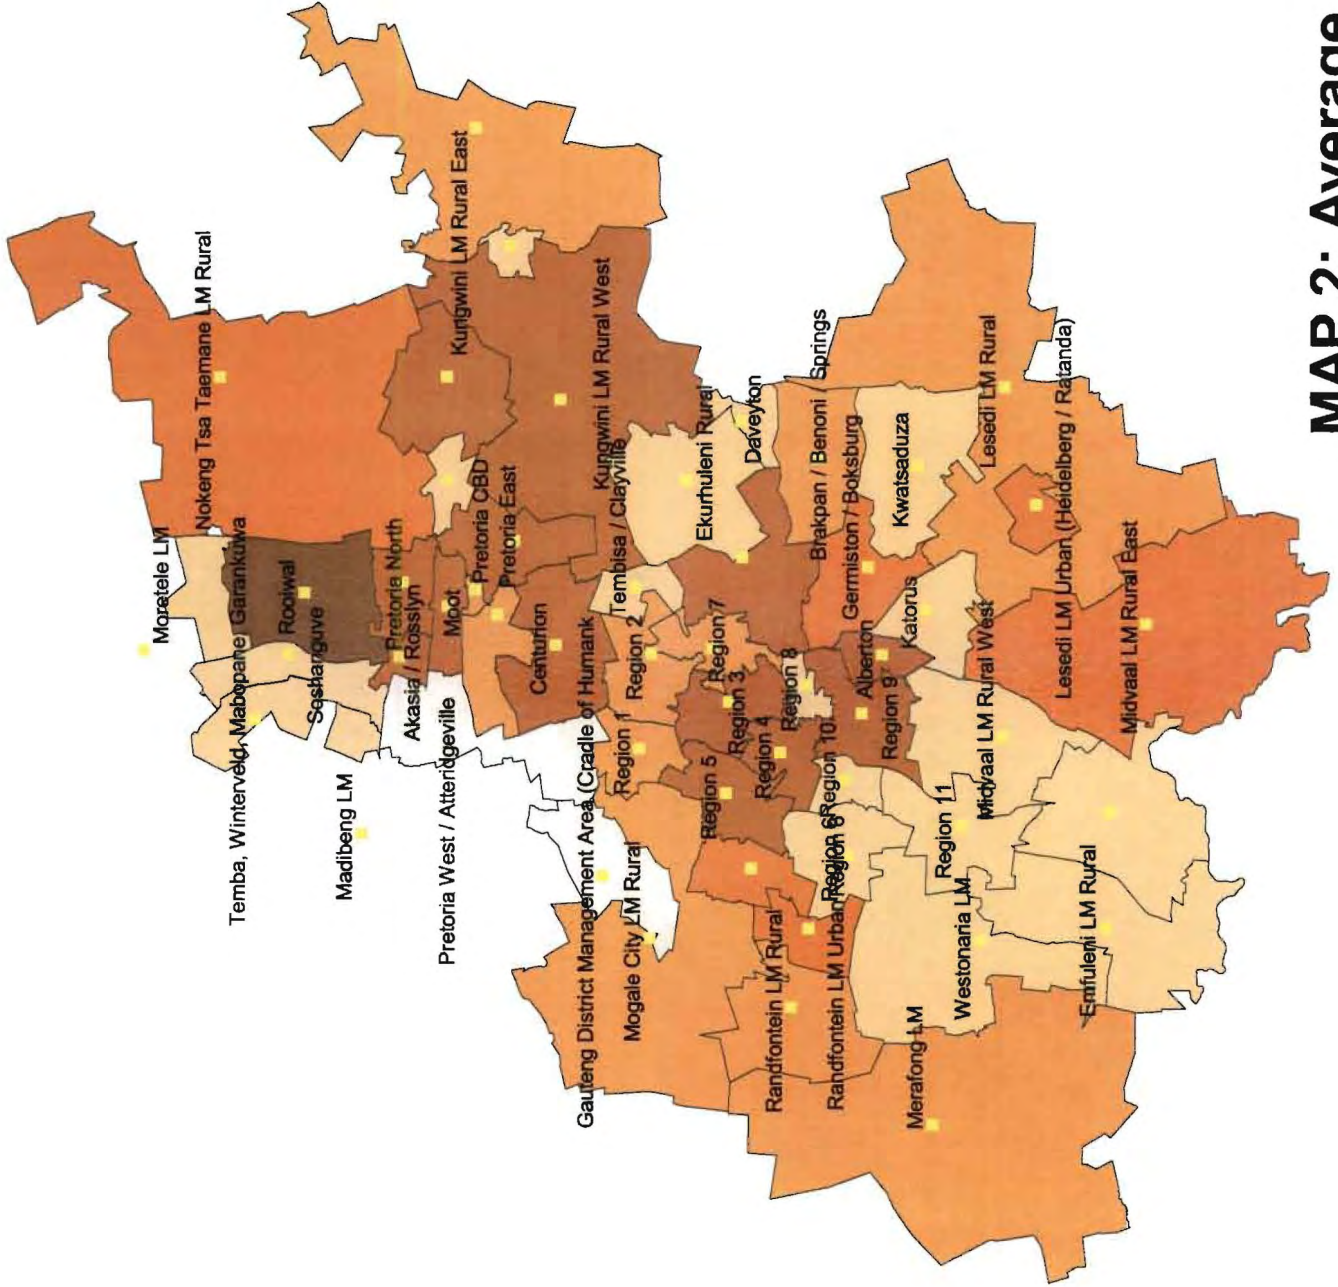 Moretele LM
Nokeng Tsa Taemane LM Rural
Temba, Winterveld, Mabopane Garankuwa
Rooiwal
Soshanguve
Madibeng LM
Pretoria North
Akasia / Rosslyn
Moot
Pretoria West / Atteridgeville
Pretoria CBD
Pretoria East
Kungwini LM Rural East
Kungwini LM Rural West
Centurion
Tembisa / Clayville
Gauteng District Management Area (Cradle of Humank
Mogale City LM Rural
Region 1
Region 2
Region 7
Region 3
Region 4
Region 5
Region 8
Ekurhuleni Rural
Daveyton
Brakpan / Benoni / Springs
Germiston / Boksburg
Kwatsaduza
Katorus
Alberton
Region 9
Region 10
Region 6
Region 6
Region 11
Randfontein LM Rural
Randfontein LM Urban
Merafong LM
Westonaria LM
Emfuleni LM Rural
Midvaal LM Rural West
Midvaal LM Rural East
Lesedi LM Rural
Lesedi LM Urban (Heidelberg / Ratanda)
MAP 2: Average